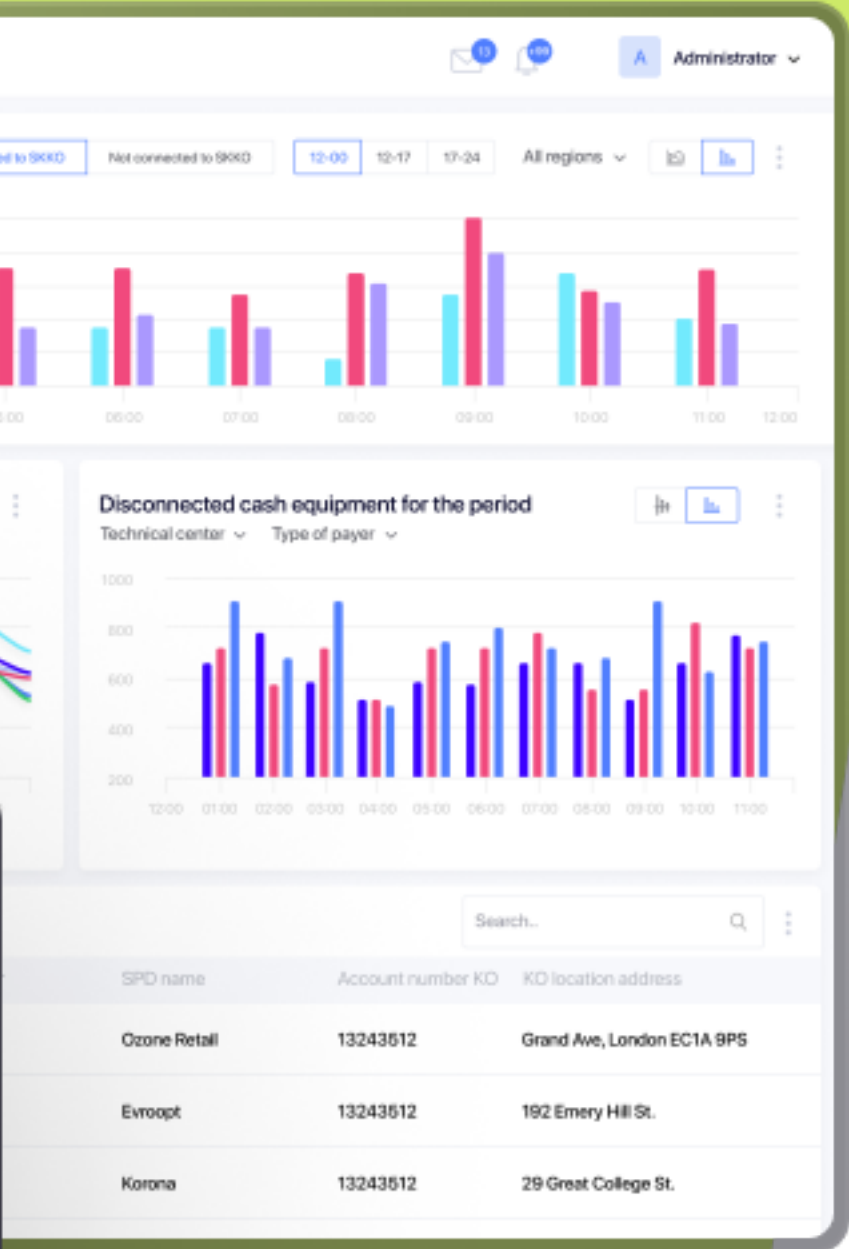 13 +99 A Administrator
ed to SKKO Not connected to SKKO 12-00 12-17 17-24 All regions
06:00 07:00 08:00 09:00 10:00 11:00 12:00
Disconnected cash equipment for the period
Technical center Type of payer
1000
800
600
400
200
12:00 01:00 02:00 03:00 04:00 05:00 06:00 07:00 08:00 09:00 10:00 11:00
Search..
SPD name Account number KO KO location address
Ozone Retail 13243512 Grand Ave, London EC1A 9PS
Evroopt 13243512 192 Emery Hill St.
Korona 13243512 29 Great College St.